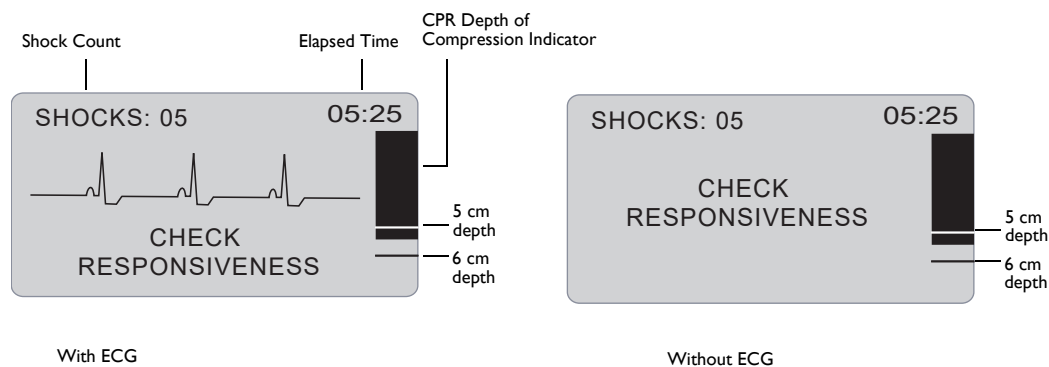 CPR Depth of
Compression Indicator
Shock Count
Elapsed Time
SHOCKS: 05
05:25
5 cm
depth
CHECK
RESPONSIVENESS
6 cm
depth
With ECG
SHOCKS: 05
05:25
CHECK
RESPONSIVENESS
5 cm
depth
6 cm
depth
Without ECG